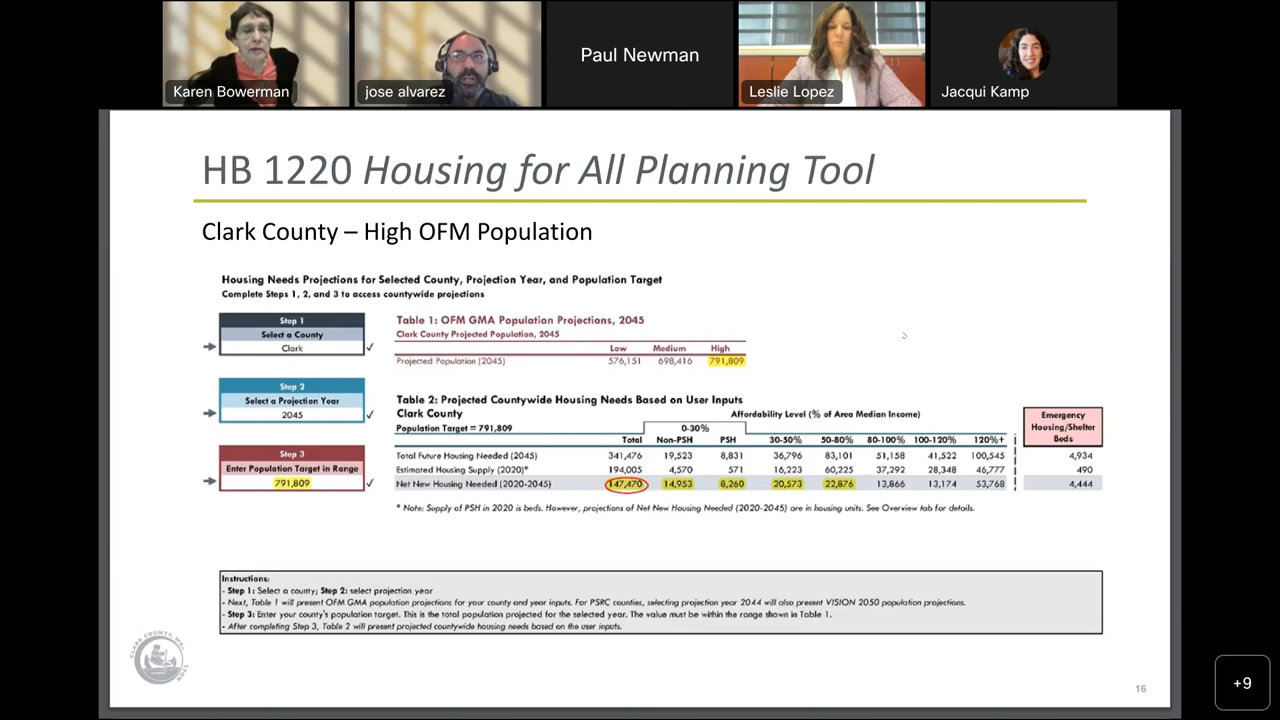 Karen Bowerman
jose alvarez
Paul Newman
Leslie Lopez
Jacqui Kamp
HB 1220 Housing for All Planning Tool
Clark County – High OFM Population
Housing Needs Projections for Selected County, Projection Year, and Population Target
Complete Steps 1, 2, and 3 to access countywide projections
Step 1
Select a County
Clark
Step 2
Select a Projection Year
2045
Step 3
Enter Population Target in Range
791,809
Table 1: OFM GMA Population Projections, 2045
Clark County Projected Population, 2045
Low Medium High
Projected Population (2045) 576,151 698,416 791,809
Table 2: Projected Countywide Housing Needs Based on User Inputs
Clark County Affordability Level (% of Area Median Income)
Population Target = 791,809 0-30%
Total Non-PSH PSH 30-50% 50-80% 80-100% 100-120% 120%+
Emergency
Housing/Shelter
Beds
Total Future Housing Needed (2045) 341,476 19,523 8,831 36,796 83,101 51,158 41,522 100,545 4,934
Estimated Housing Supply (2020)* 194,005 4,570 571 16,223 60,225 37,292 28,348 46,777 490
Net New Housing Needed (2020-2045) 147,470 14,953 8,260 20,573 22,876 13,866 13,174 53,768 4,444
* Note: Supply of PSH in 2020 is beds. However, projections of Net New Housing Needed (2020-2045) are in housing units. See Overview tab for details.
Instructions:
- Step 1: Select a county; Step 2: select projection year
- Next, Table 1 will present OFM GMA population projections for your county and year inputs. For PSRC counties, selecting projection year 2044 will also present VISION 2050 population projections.
- Step 3: Enter your county's population target. This is the total population projected for the selected year. The value must be within the range shown in Table 1.
- After completing Step 3, Table 2 will present projected countywide housing needs based on the user inputs.
16
+9